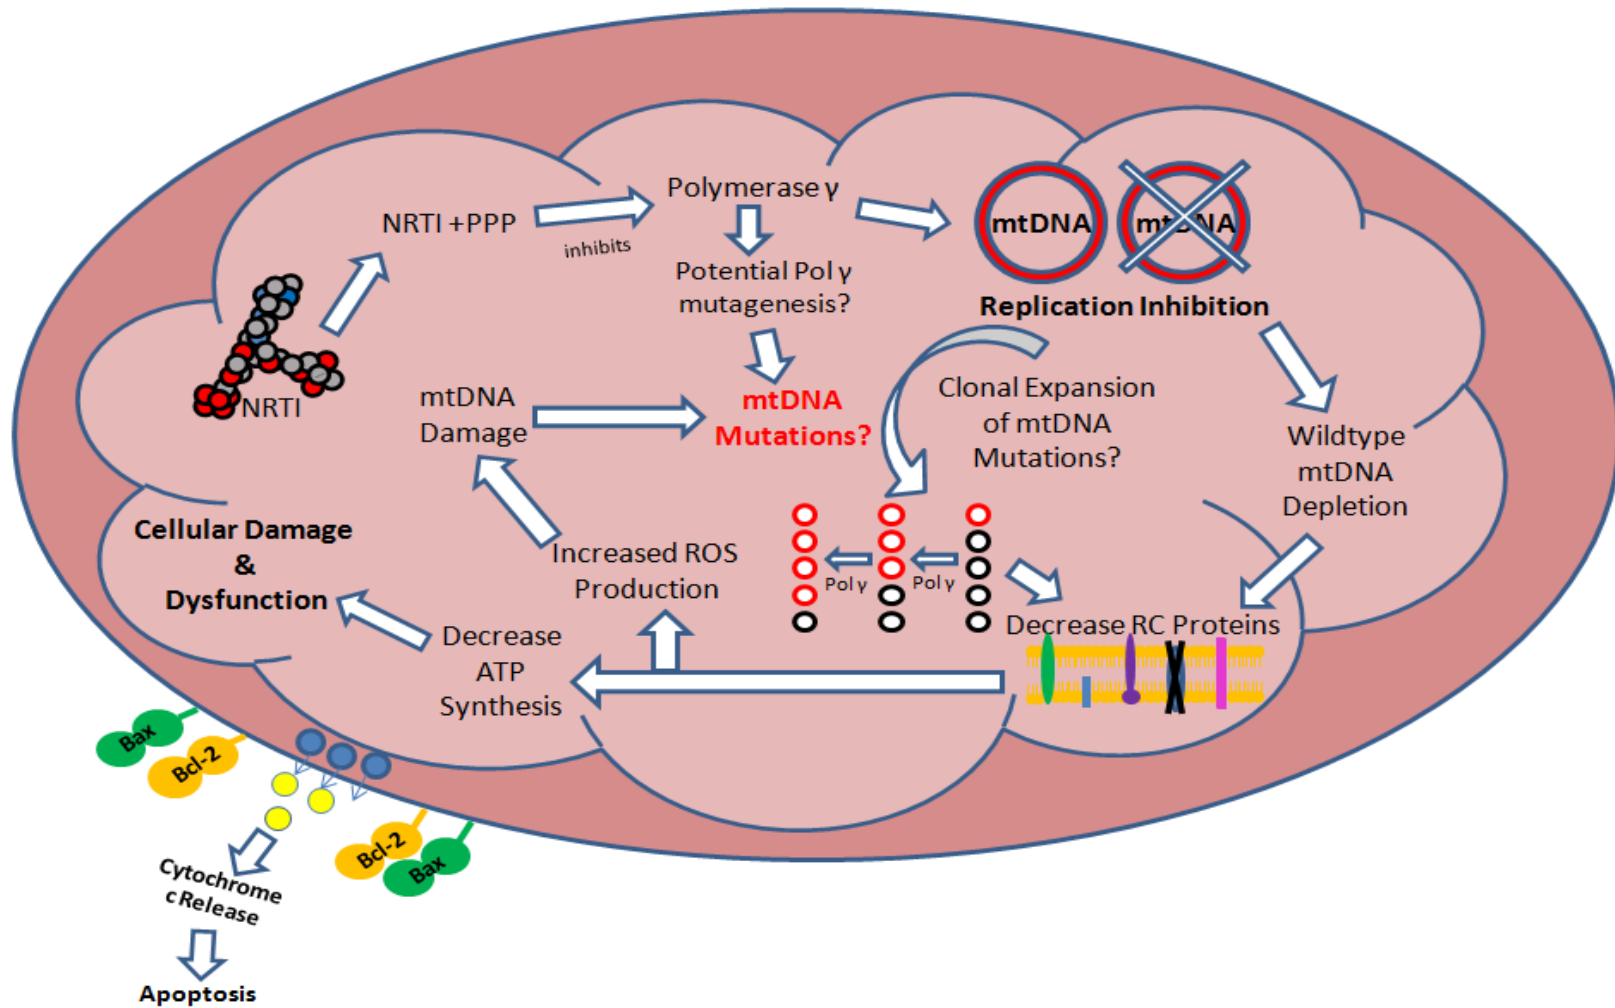 Polymerase γ
NRTI +PPP
inhibits
mtDNA
mtDNA
Potential Pol γ
mutagenesis?
Replication Inhibition
NRTI
mtDNA
Damage
mtDNA
Mutations?
Clonal Expansion
of mtDNA
Mutations?
Wildtype
mtDNA
Depletion
Cellular Damage
&
Dysfunction
Increased ROS
Production
Pol γ
Pol γ
Decrease RC Proteins
Decrease
ATP
Synthesis
Bax
Bcl-2
Bcl-2
Bax
Cytochrome
c Release
Apoptosis